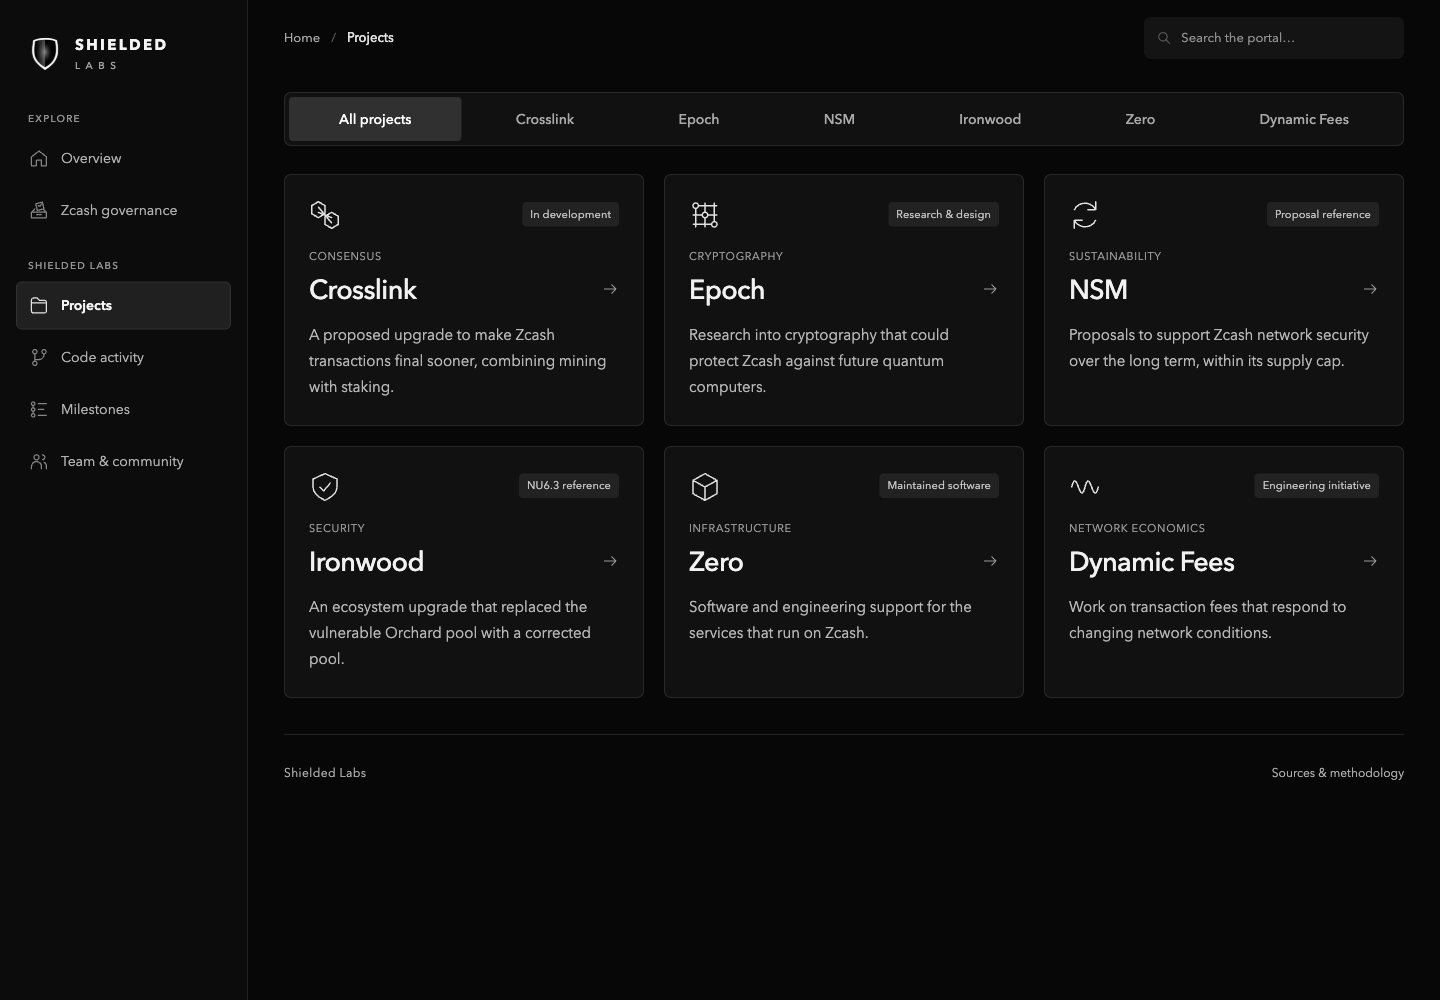 SHIELDED
LABS
EXPLORE
Overview
Zcash governance
SHIELDED LABS
Projects
Code activity
Milestones
Team & community
Home / Projects
Search the portal...
All projects
Crosslink
Epoch
NSM
Ironwood
Zero
Dynamic Fees
In development
CONSENSUS
Crosslink
A proposed upgrade to make Zcash
transactions final sooner, combining mining
with staking.
Research & design
CRYPTOGRAPHY
Epoch
Research into cryptography that could
protect Zcash against future quantum
computers.
Proposal reference
SUSTAINABILITY
NSM
Proposals to support Zcash network security
over the long term, within its supply cap.
NU6.3 reference
SECURITY
Ironwood
An ecosystem upgrade that replaced the
vulnerable Orchard pool with a corrected
pool.
Maintained software
INFRASTRUCTURE
Zero
Software and engineering support for the
services that run on Zcash.
Engineering initiative
NETWORK ECONOMICS
Dynamic Fees
Work on transaction fees that respond to
changing network conditions.
Shielded Labs
Sources & methodology